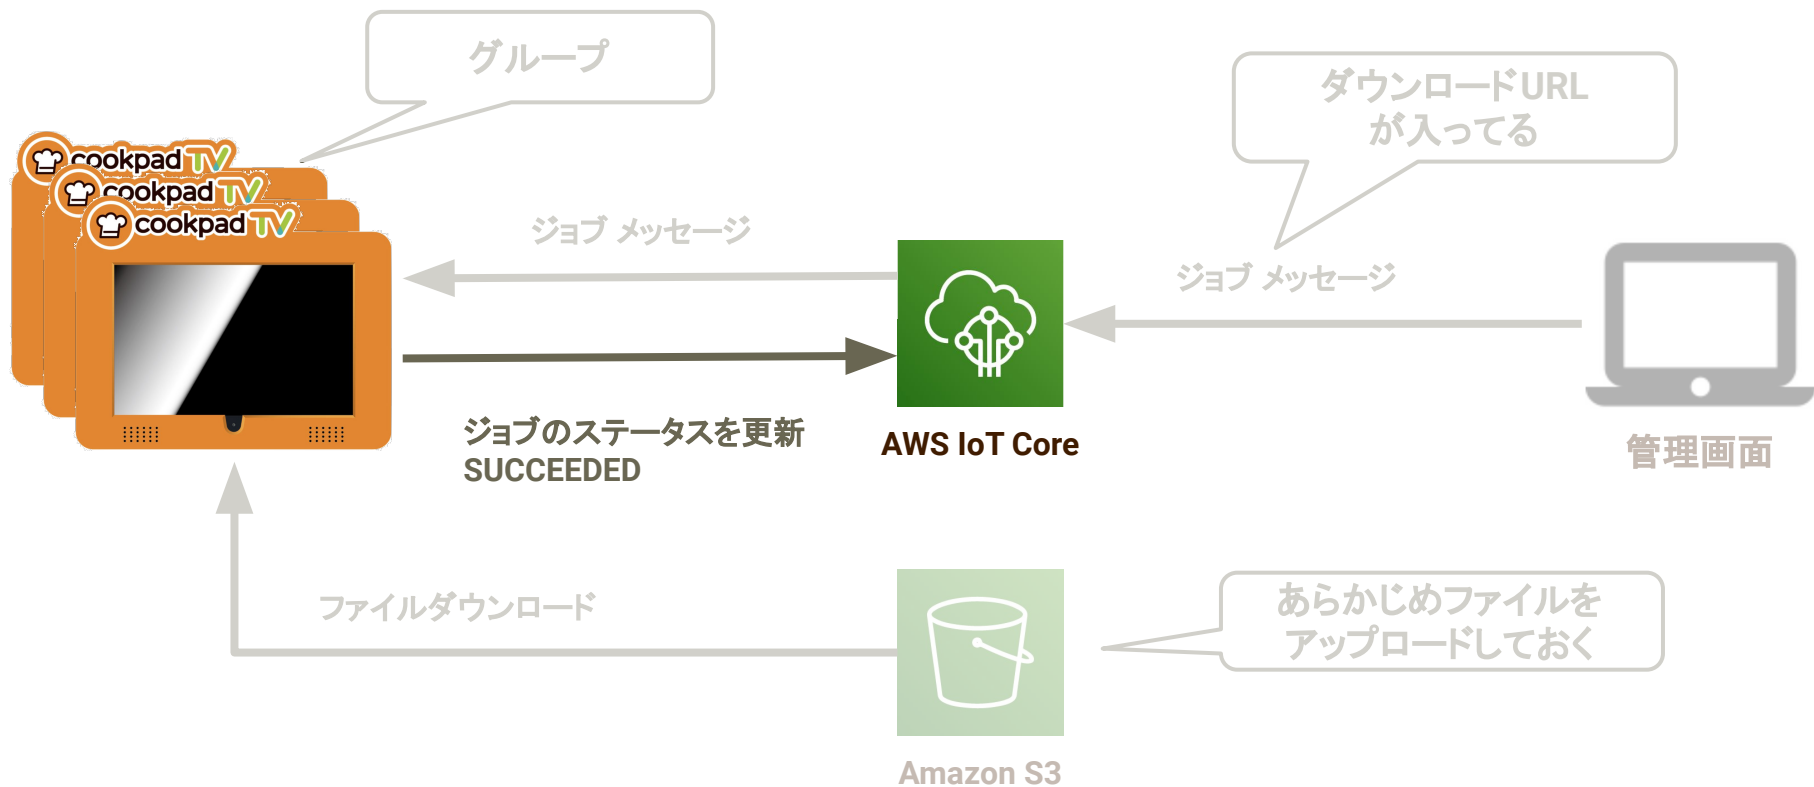 グループ
ダウンロードURL
が入ってる
cookpad TV
cookpad TV
cookpad TV
ジョブ メッセージ
ジョブ メッセージ
ジョブのステータスを更新
SUCCEEDED
AWS IoT Core
管理画面
ファイルダウンロード
あらかじめファイルを
アップロードしておく
Amazon S3